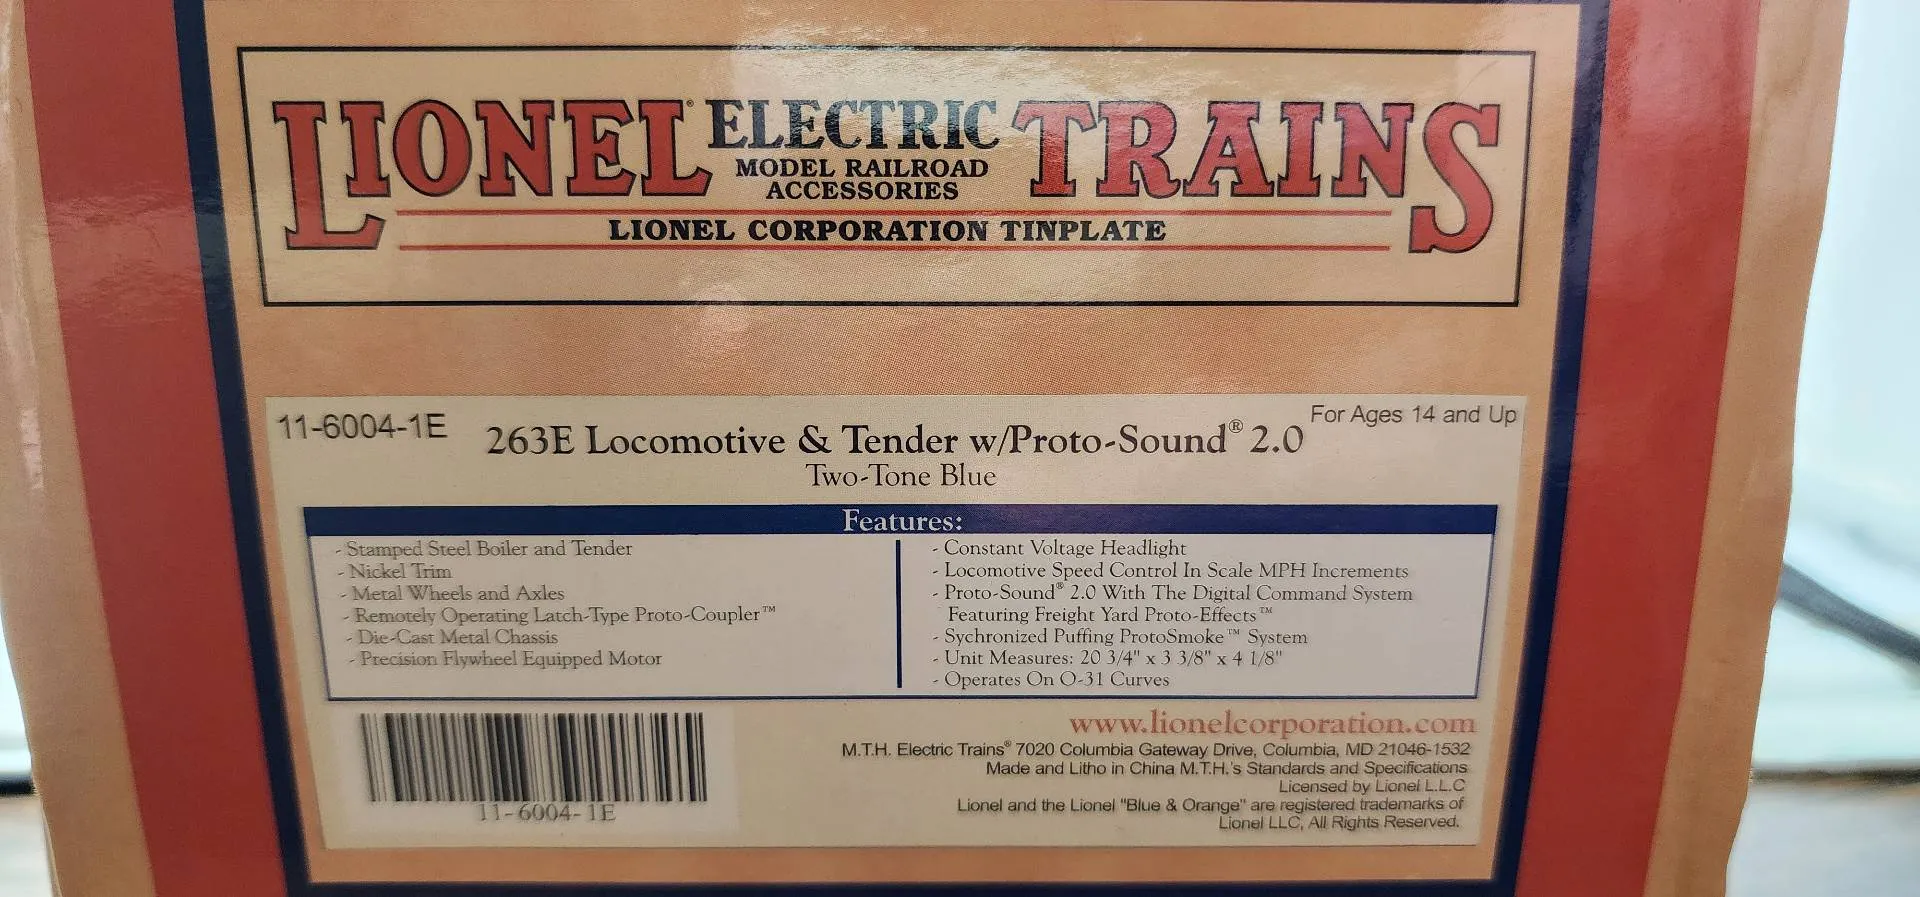 LIONEL® ELECTRIC TRAINS
MODEL RAILROAD
ACCESSORIES
LIONEL CORPORATION TINPLATE
11-6004-1E
263E Locomotive & Tender w/Proto-Sound® 2.0
For Ages 14 and Up
Two-Tone Blue
Features:
- Stamped Steel Boiler and Tender
- Nickel Trim
- Metal Wheels and Axles
- Remotely Operating Latch-Type Proto-Coupler™
- Die-Cast Metal Chassis
- Precision Flywheel Equipped Motor
- Constant Voltage Headlight
- Locomotive Speed Control In Scale MPH Increments
- Proto-Sound® 2.0 With The Digital Command System
Featuring Freight Yard Proto-Effects™
- Sychronized Puffing ProtoSmoke™ System
- Unit Measures: 20 3/4" x 3 3/8" x 4 1/8"
- Operates On O-31 Curves
www.lionelcorporation.com
M.T.H. Electric Trains® 7020 Columbia Gateway Drive, Columbia, MD 21046-1532
Made and Litho in China M.T.H.'s Standards and Specifications
Licensed by Lionel L.L.C
Lionel and the Lionel "Blue & Orange" are registered trademarks of
Lionel LLC, All Rights Reserved.
11-6004-1E